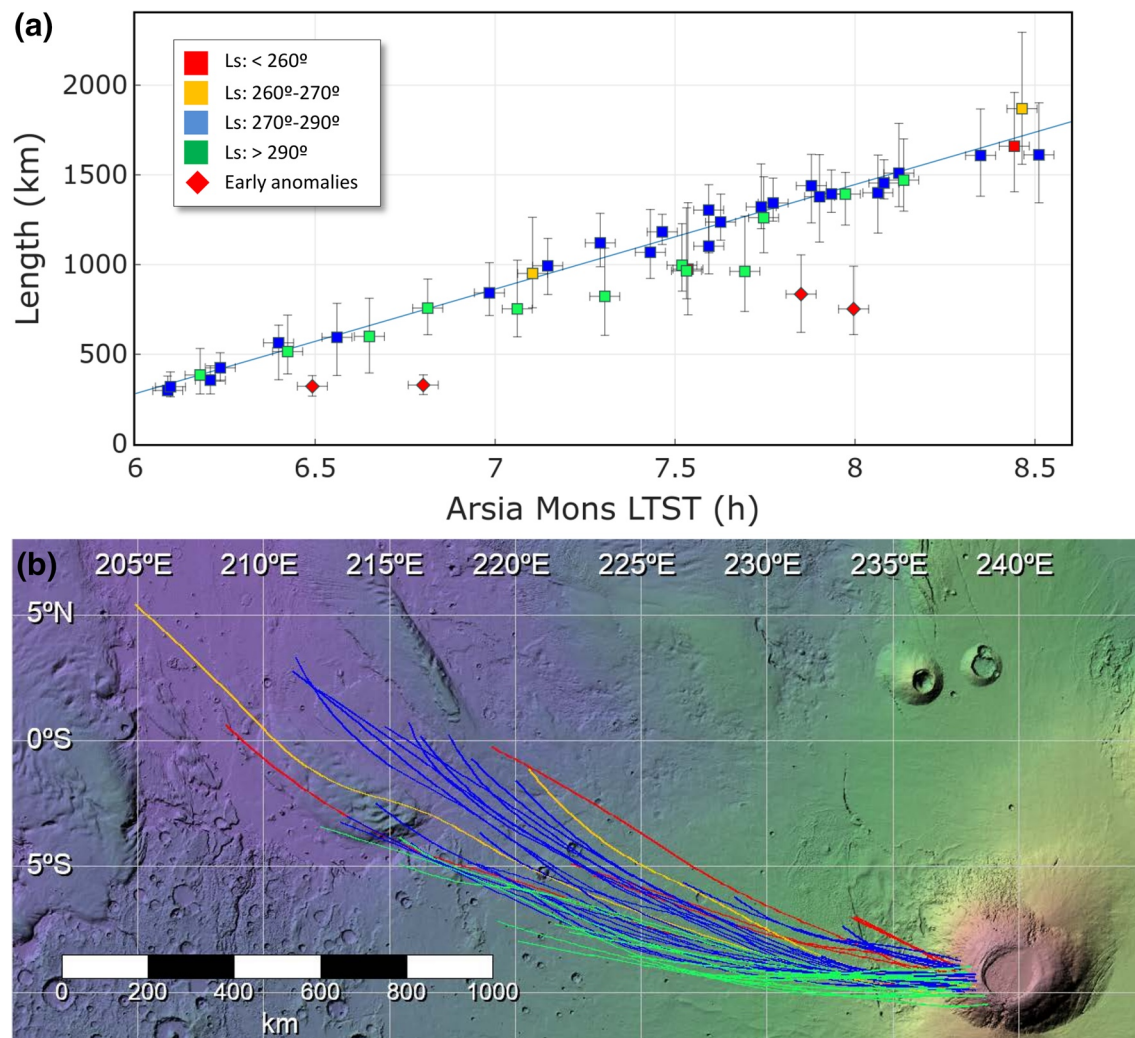 (a)
Ls: < 260º
Ls: 260º-270º
Ls: 270º-290º
Ls: > 290º
Early anomalies
2000
1500
1000
500
0
Length (km)
6 6.5 7 7.5 8 8.5
Arsia Mons LTST (h)
(b) 205ºE 210ºE 215ºE 220ºE 225ºE 230ºE 235ºE 240ºE
5ºN
0ºS
5ºS
0 200 400 600 800 1000
km